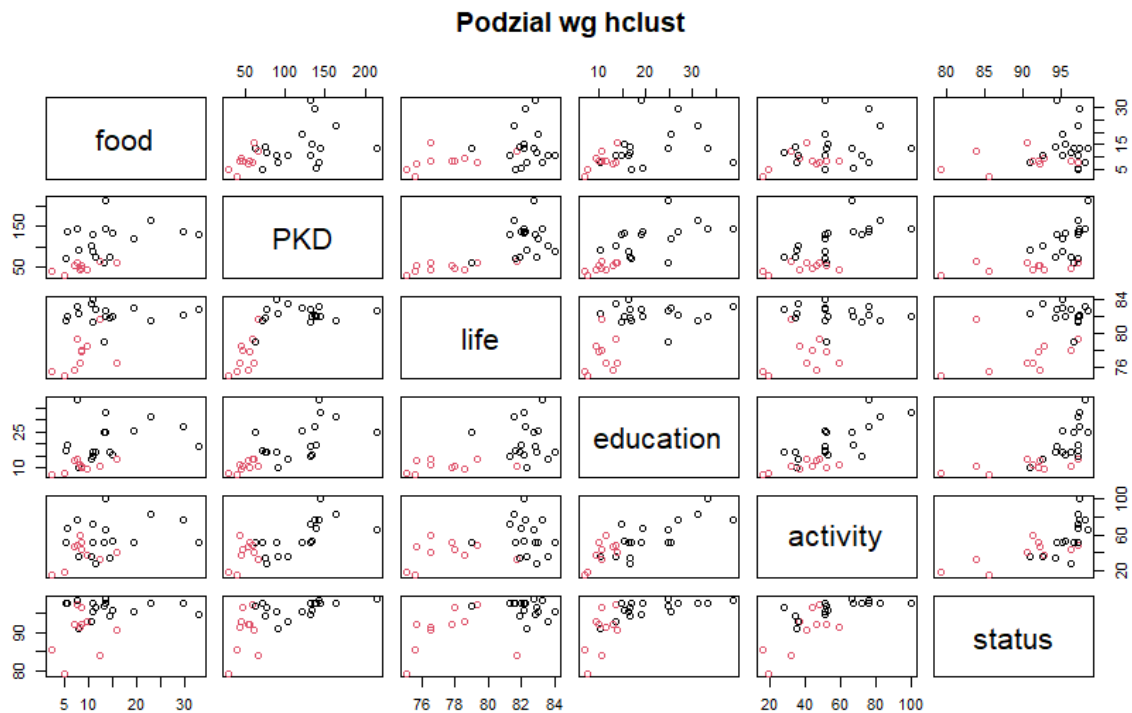 Podzial wg hclust
50 100 150 200
10 20 30
80 85 90 95
food
5 15 30
50 150
PKD
life
76 80 84
10 25
education
activity
20 60 100
80 90
status
5 10 20 30
76 78 80 82 84
20 40 60 80 100